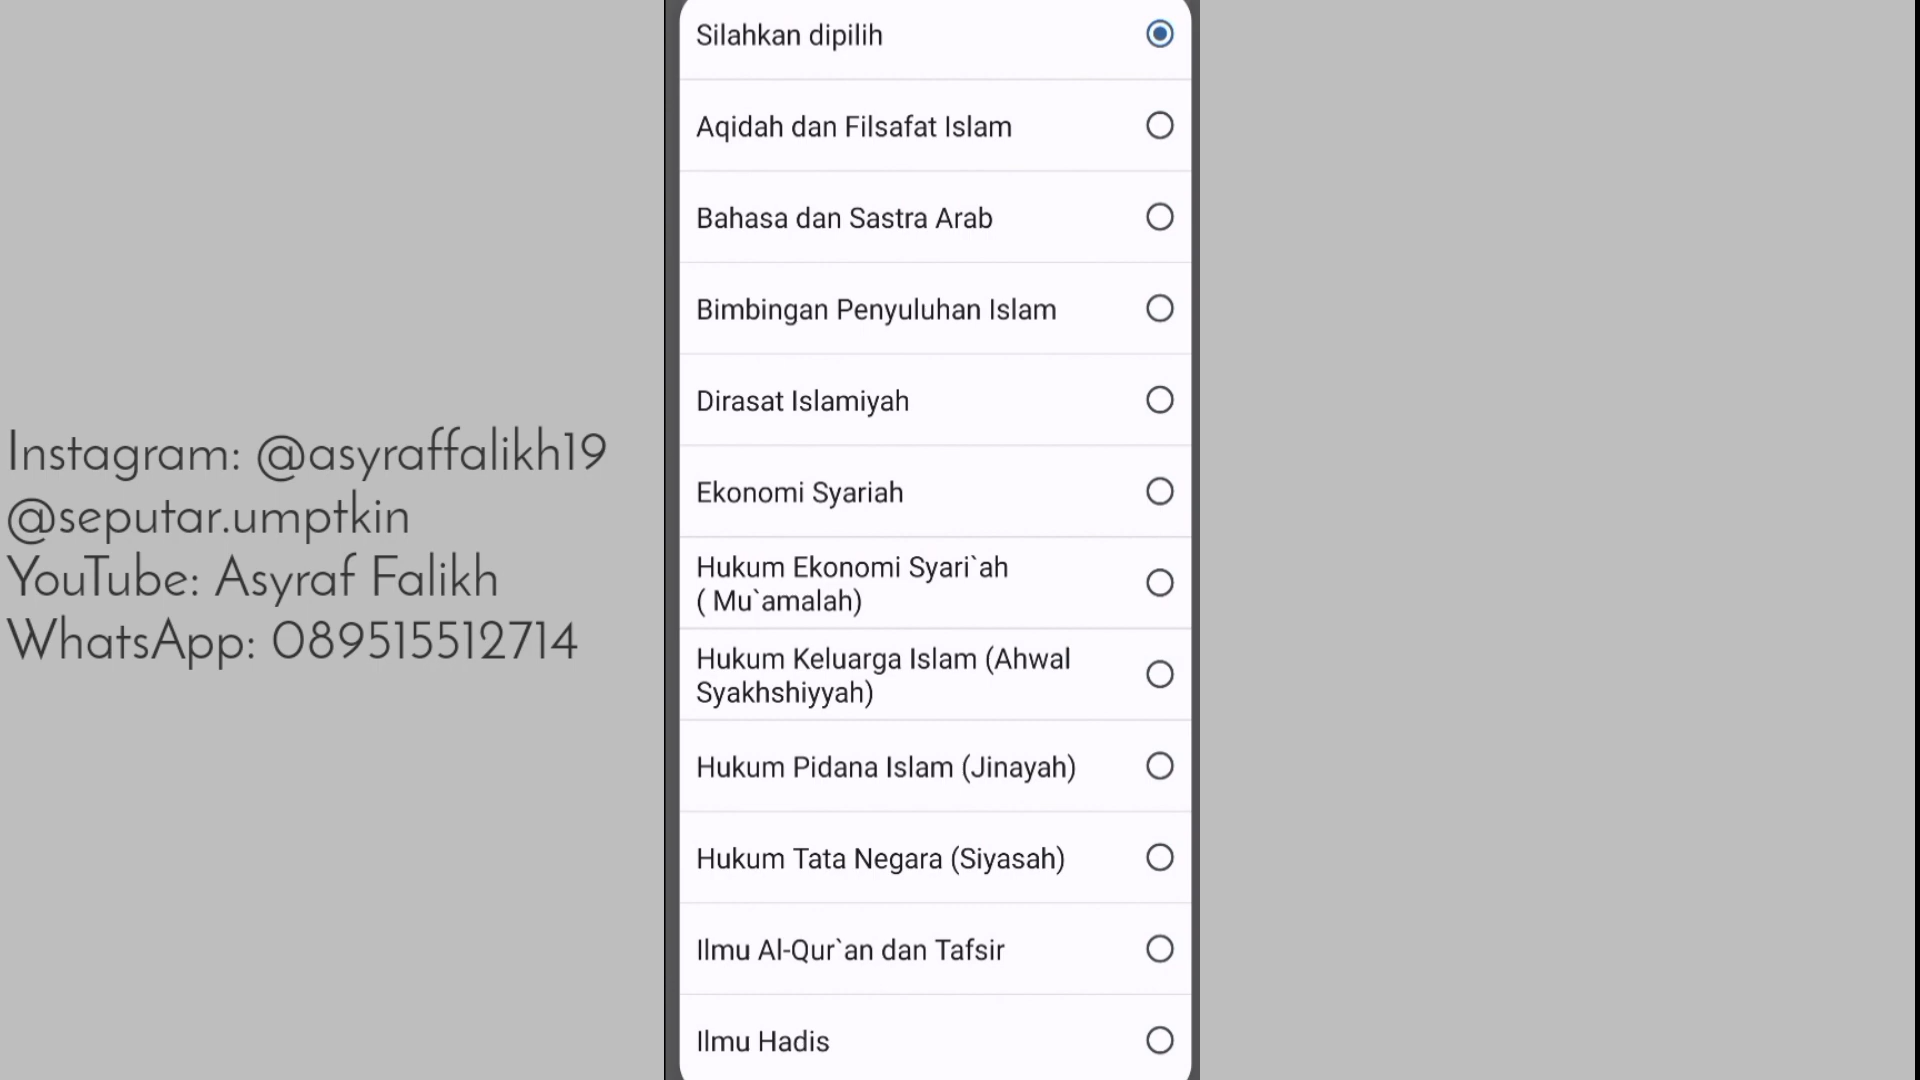 Instagram: @asyraffalikh19
@seputar.umptkin
YouTube: Asyraf Falikh
WhatsApp: 089515512714
Silahkan dipilih
Aqidah dan Filsafat Islam
Bahasa dan Sastra Arab
Bimbingan Penyuluhan Islam
Dirasat Islamiyah
Ekonomi Syariah
Hukum Ekonomi Syari`ah
( Mu`amalah)
Hukum Keluarga Islam (Ahwal
Syakhshiyyah)
Hukum Pidana Islam (Jinayah)
Hukum Tata Negara (Siyasah)
Ilmu Al-Qur`an dan Tafsir
Ilmu Hadis